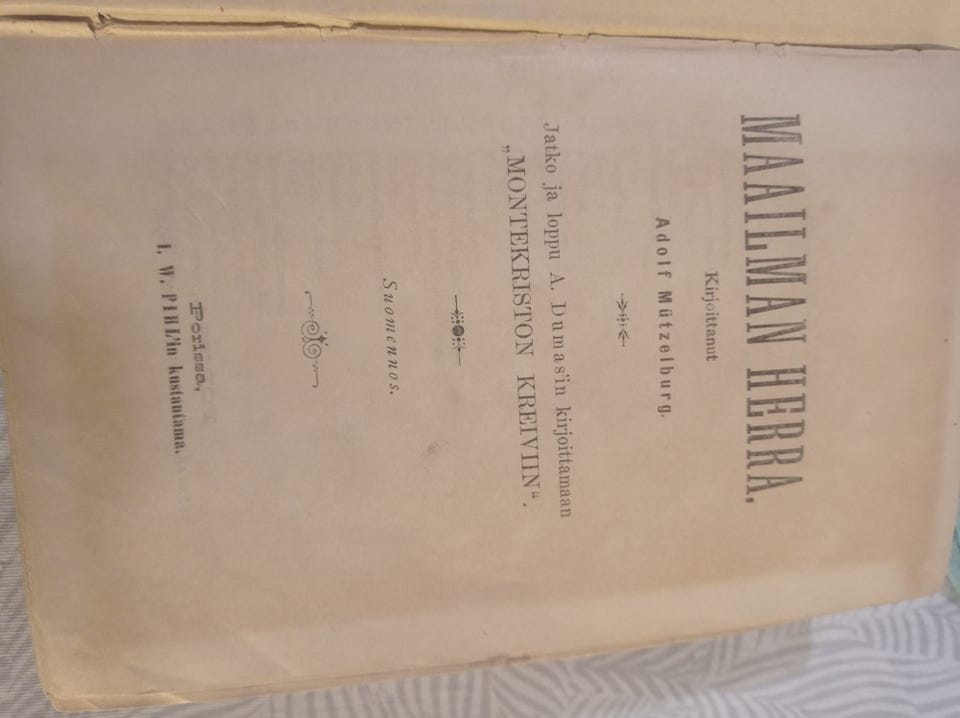 MAAILMAN HERRA.
Kirjoittanut
Adolf Mützelburg.
Jatko ja loppu A. Dumas'in kirjoittamaan
„MONTEKRISTON KREIVIIN“.
Suomennos.
Porissa,
I. W. PIHL'in kustantama.